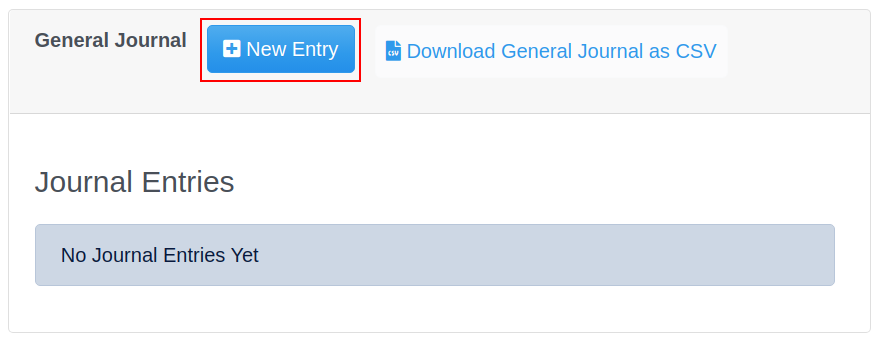 General Journal New Entry CSV Download General Journal as CSV
Journal Entries
No Journal Entries Yet